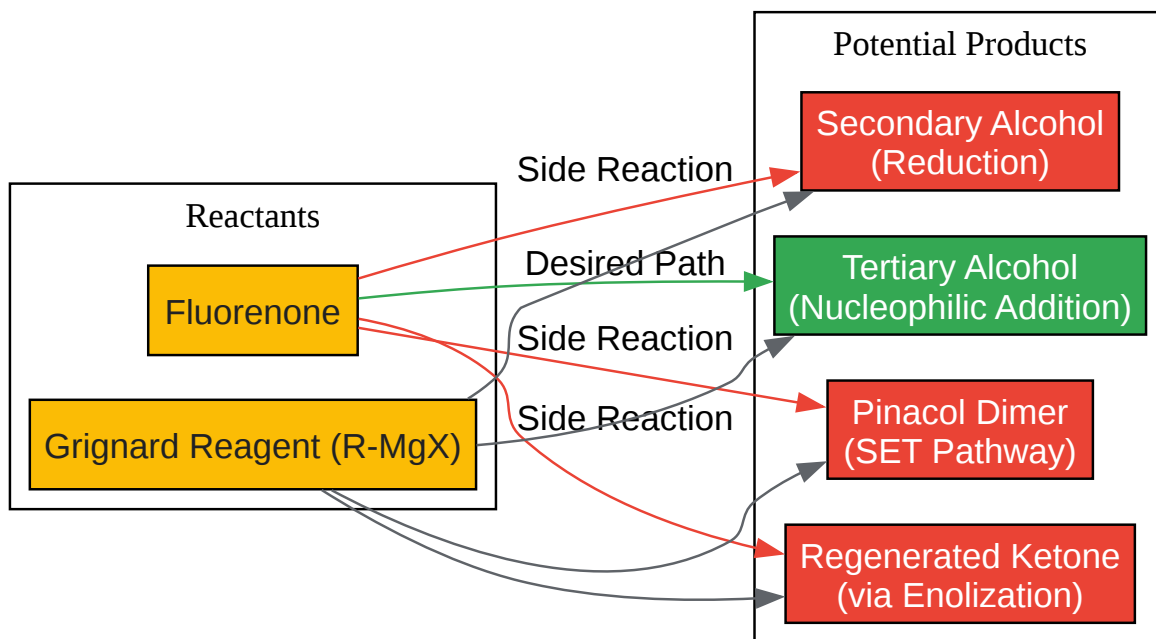 Reactants
Fluorenone
Grignard Reagent (R-MgX)
Side Reaction
Desired Path
Side Reaction
Side Reaction
Potential Products
Secondary Alcohol
(Reduction)
Tertiary Alcohol
(Nucleophilic Addition)
Pinacol Dimer
(SET Pathway)
Regenerated Ketone
(via Enolization)